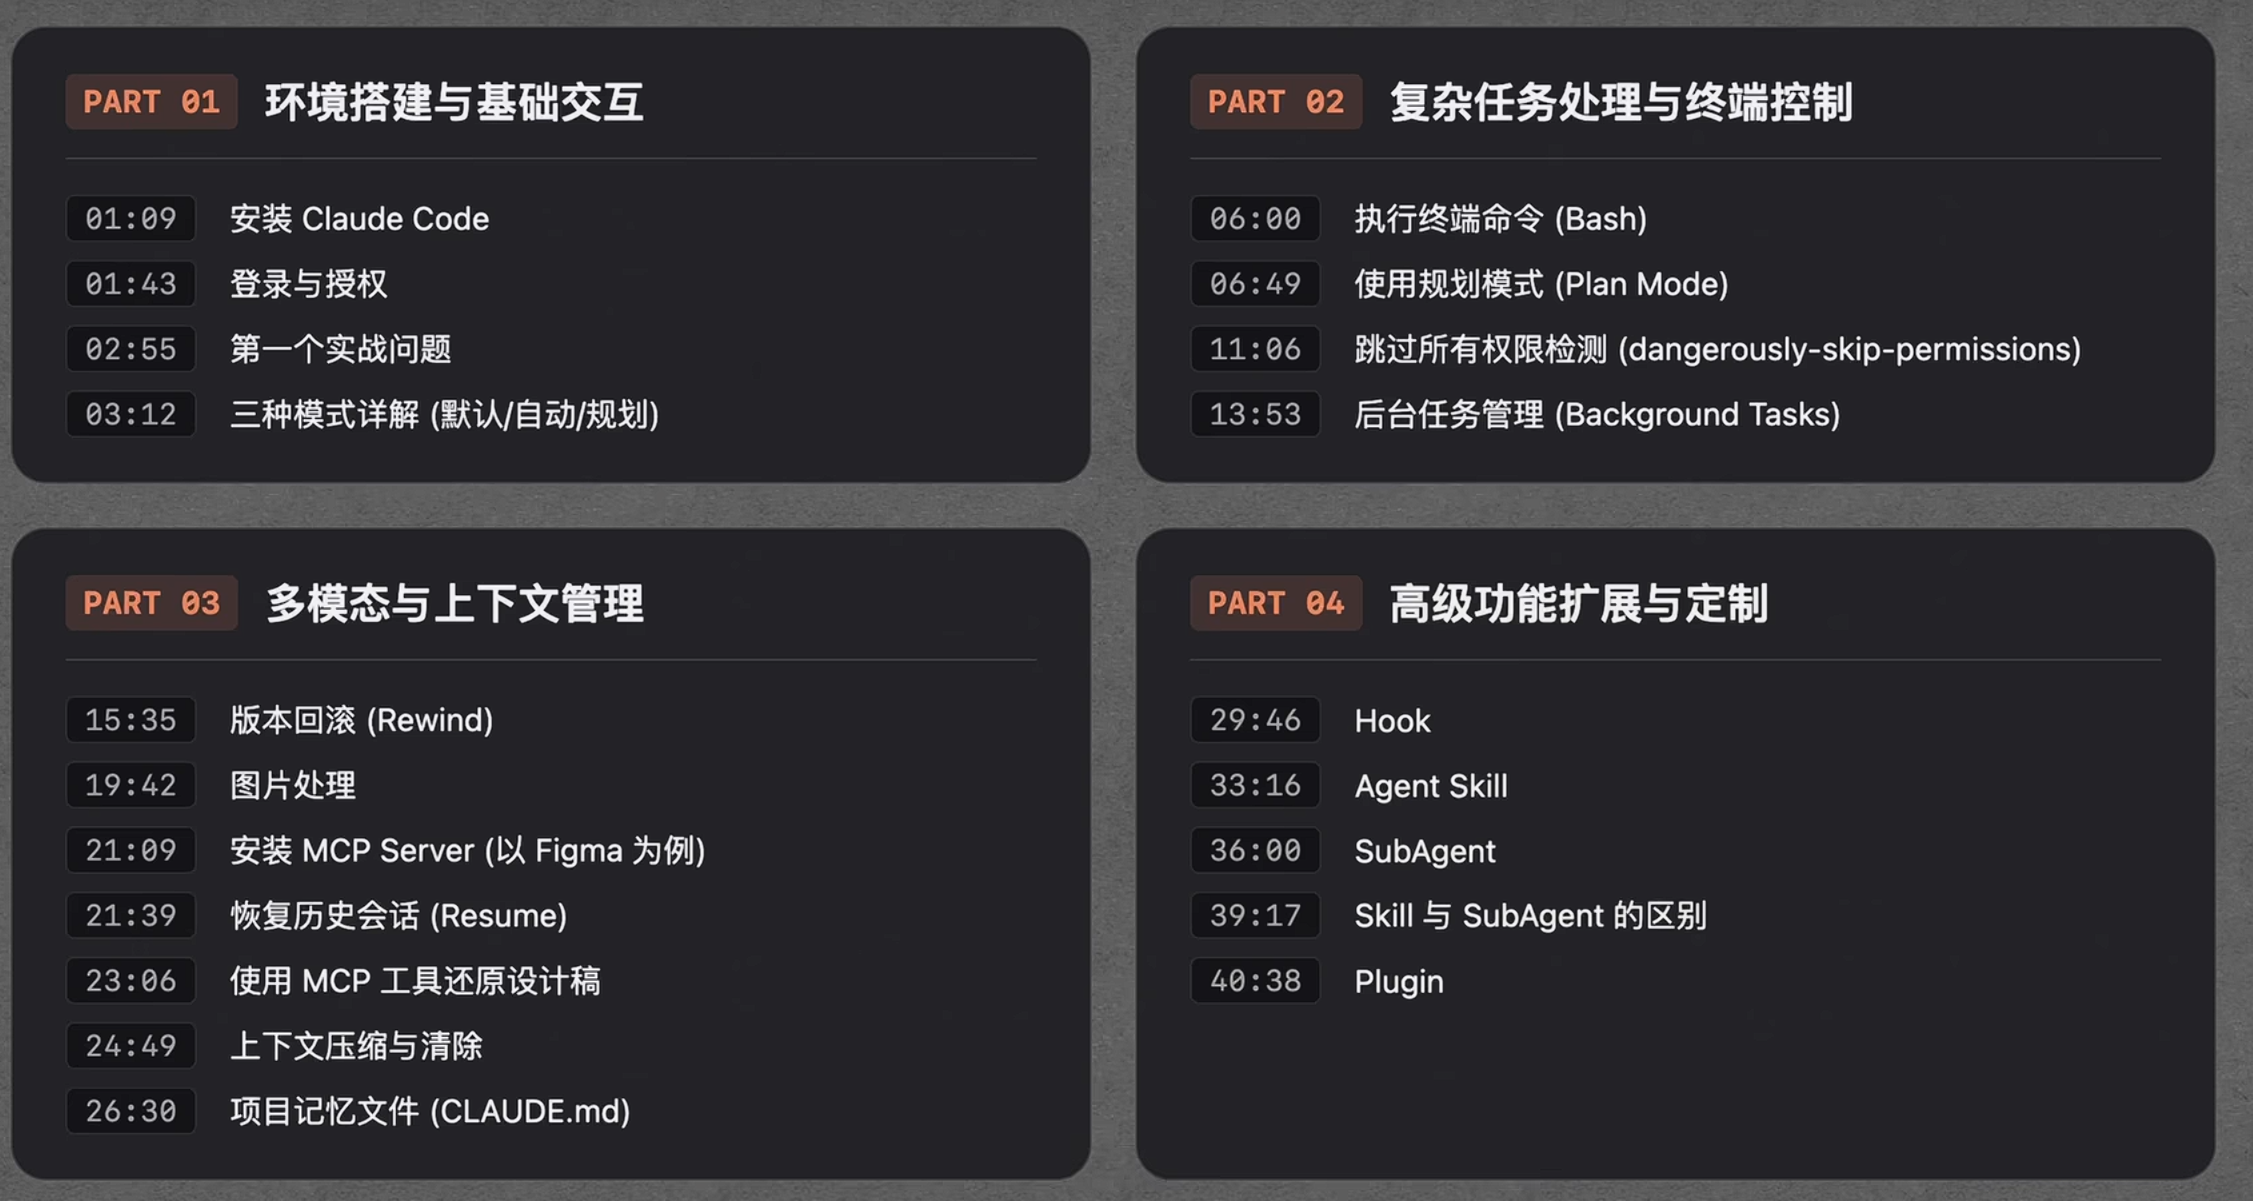 PART 01 环境搭建与基础交互
01:09 安装 Claude Code
01:43 登录与授权
02:55 第一个实战问题
03:12 三种模式详解 (默认/自动/规划)
PART 02 复杂任务处理与终端控制
06:00 执行终端命令 (Bash)
06:49 使用规划模式 (Plan Mode)
11:06 跳过所有权限检测 (dangerously-skip-permissions)
13:53 后台任务管理 (Background Tasks)
PART 03 多模态与上下文管理
15:35 版本回滚 (Rewind)
19:42 图片处理
21:09 安装 MCP Server (以 Figma 为例)
21:39 恢复历史会话 (Resume)
23:06 使用 MCP 工具还原设计稿
24:49 上下文压缩与清除
26:30 项目记忆文件 (CLAUDE.md)
PART 04 高级功能扩展与定制
29:46 Hook
33:16 Agent Skill
36:00 SubAgent
39:17 Skill 与 SubAgent 的区别
40:38 Plugin